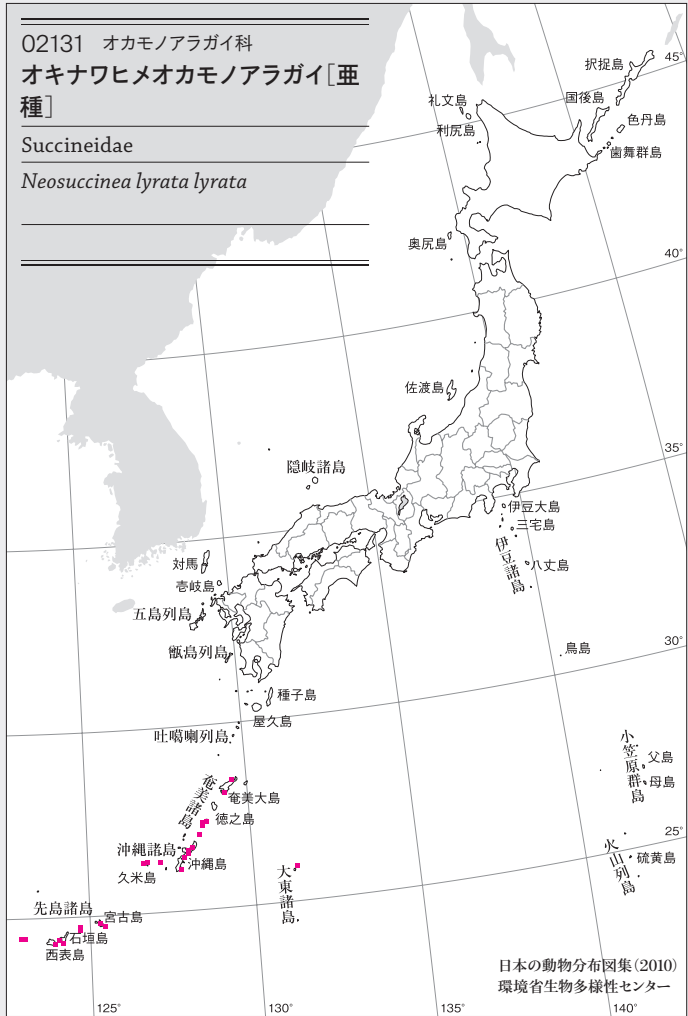 02131 オカモノアラガイ科
オキナワヒメオカモノアラガイ[亜
種]
Succineidae
Neosuccinea lyrata lyrata
択捉島
45°
礼文島
国後島
利尻島
色丹島
歯舞群島
奥尻島
40°
佐渡島
35°
隠岐諸島
伊豆大島
三宅島
伊豆諸島
八丈島
対馬
壱岐島
五島列島
甑島列島
30°
鳥島
種子島
屋久島
吐噶喇列島
小笠原群島
父島
母島
奄美諸島
奄美大島
徳之島
25°
沖縄諸島
沖縄島
久米島
大東諸島
火山列島
硫黄島
先島諸島
宮古島
石垣島
西表島
日本の動物分布図集(2010)
環境省生物多様性センター
125°
130°
135°
140°